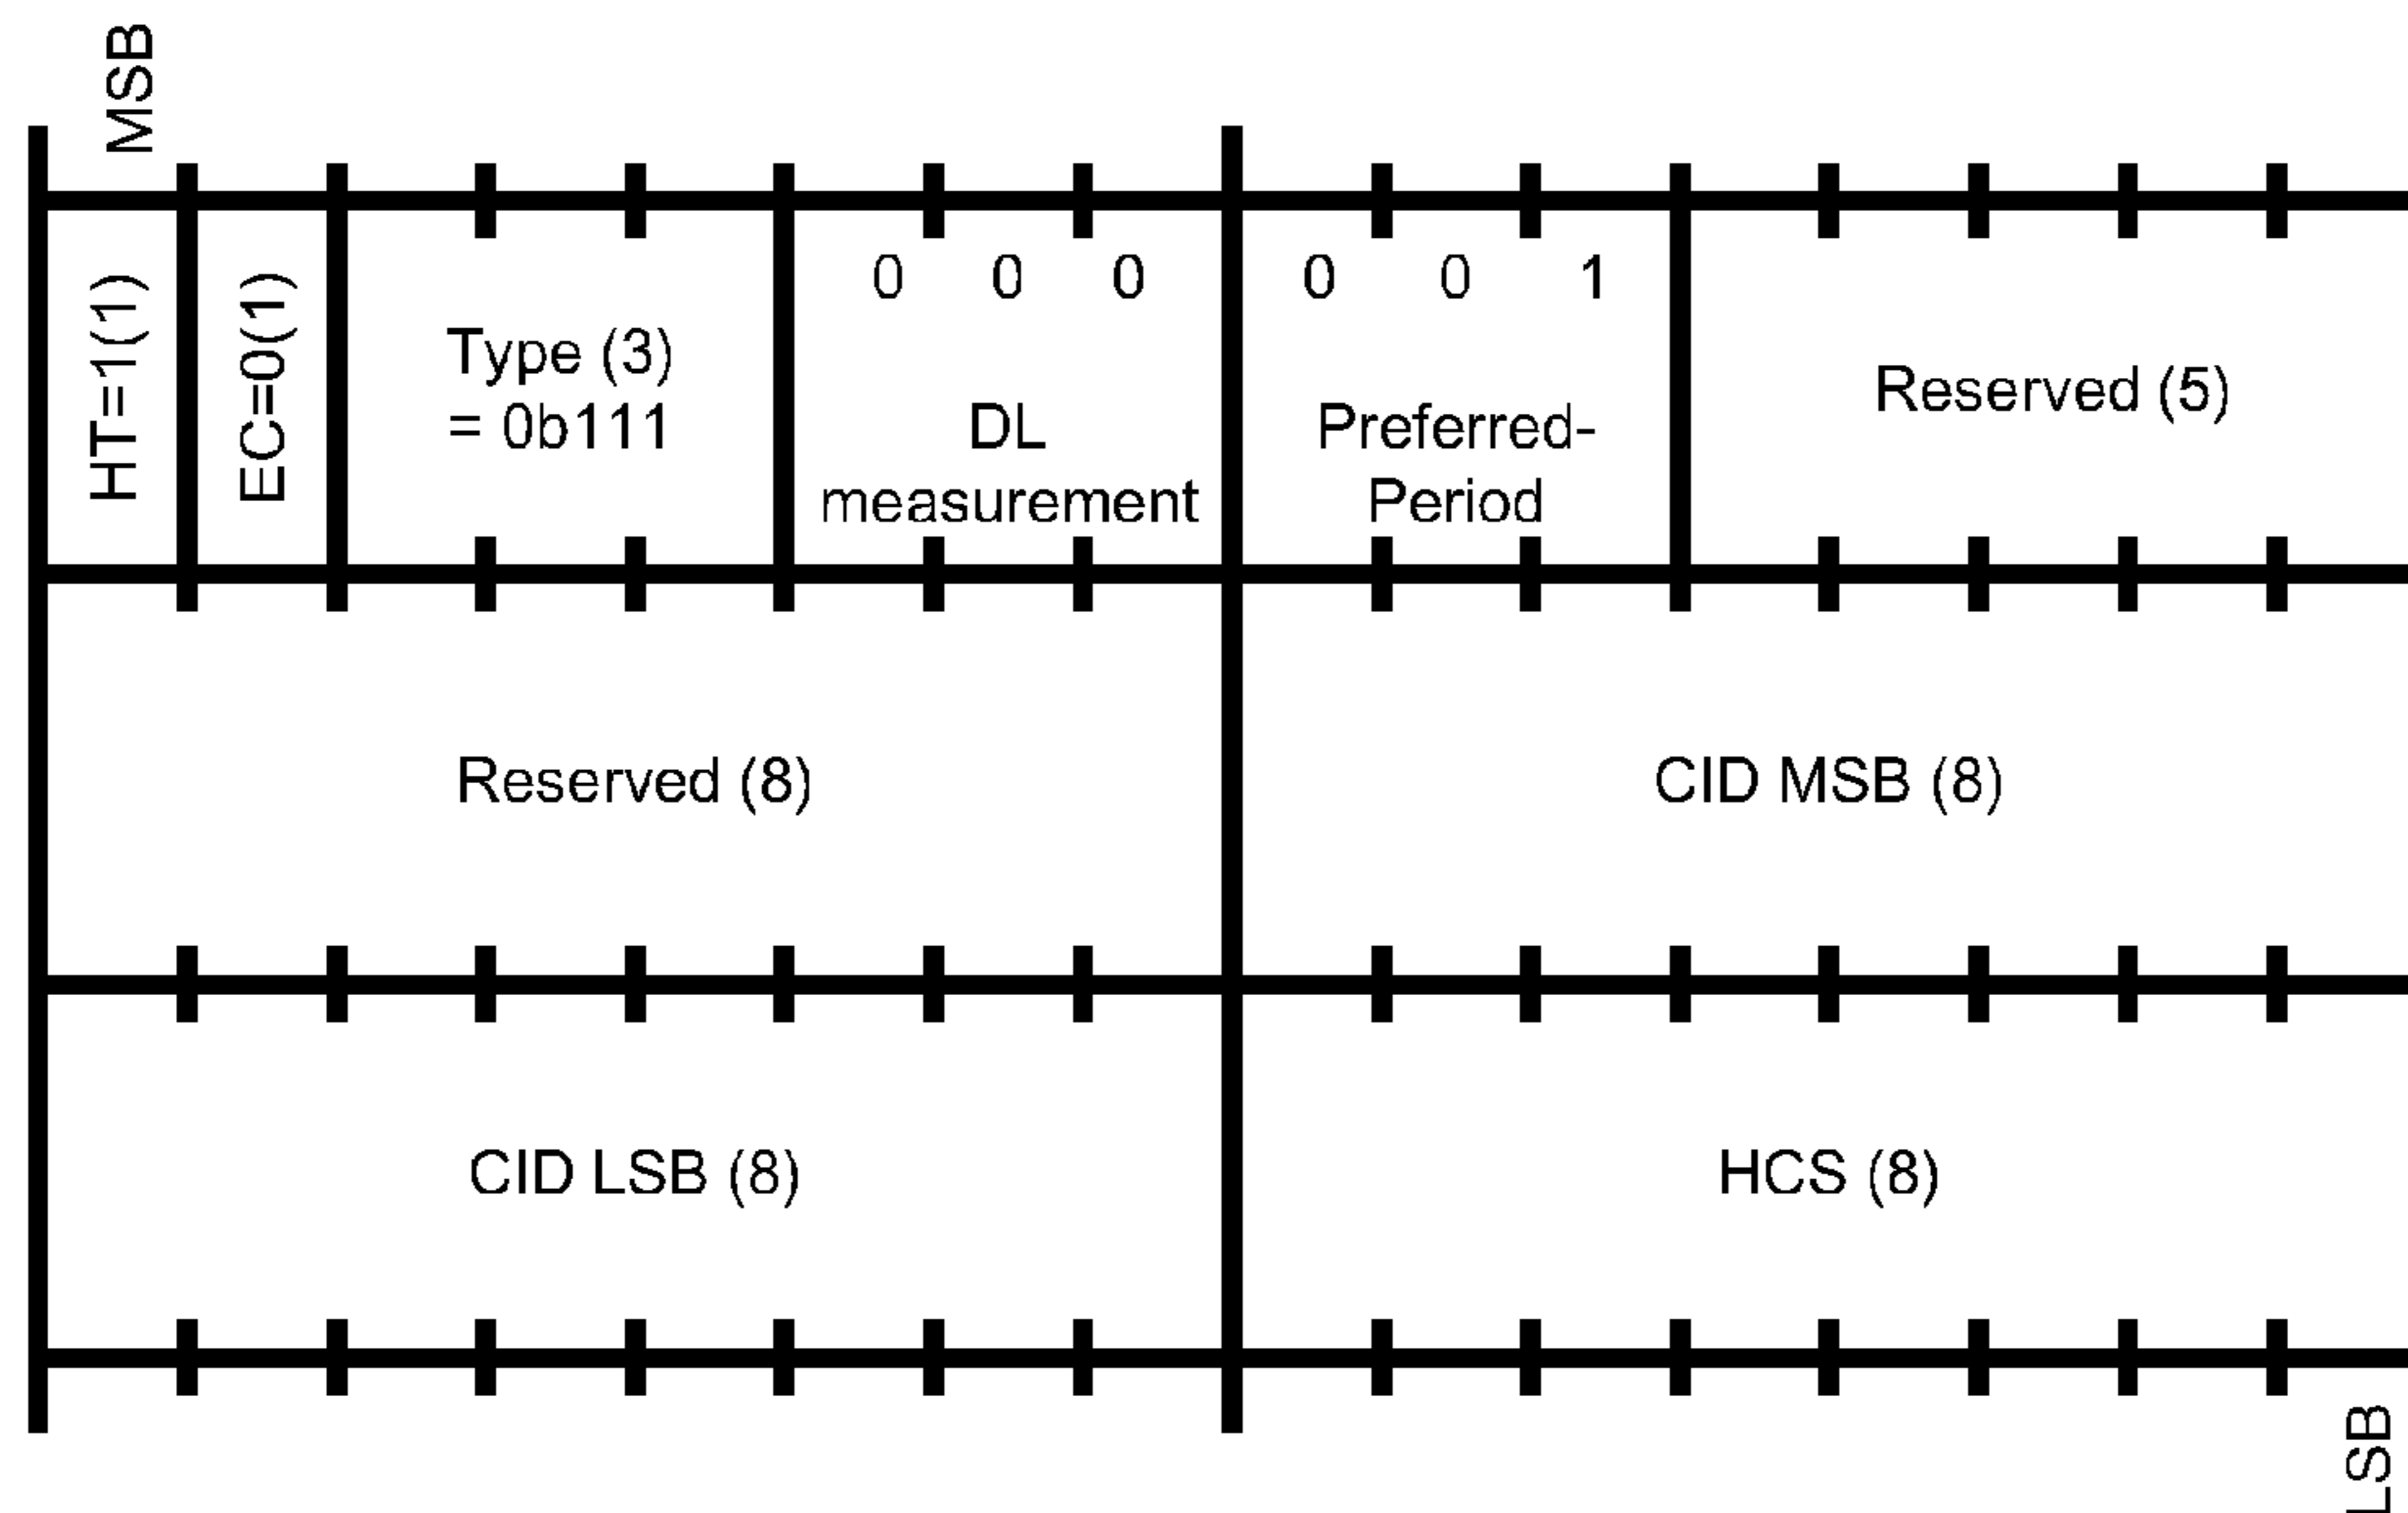 MSB
HT=1(1)
EC=0(1)
Type (3)
= 0b111
0 0 0
DL
measurement
0 0 1
Preferred-
Period
Reserved (5)
Reserved (8)
CID MSB (8)
CID LSB (8)
HCS (8)
LSB